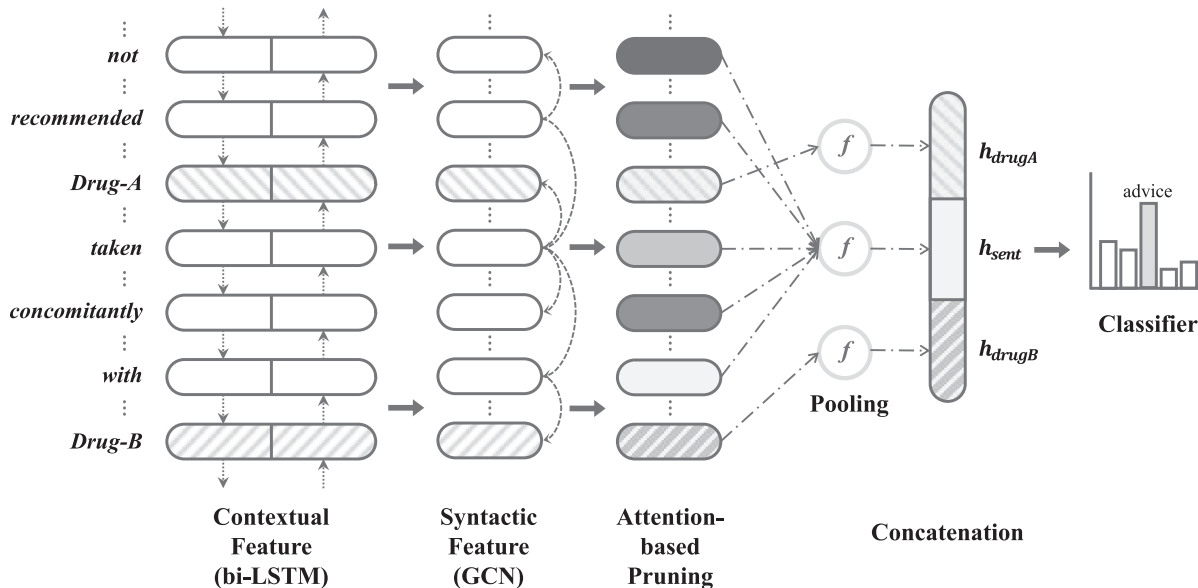 not
recommended
Drug-A
taken
concomitantly
with
Drug-B
f
f
f
Pooling
h_drugA
h_sent
h_drugB
advice
Classifier
Contextual
Feature
(bi-LSTM)
Syntactic
Feature
(GCN)
Attention-
based
Pruning
Concatenation